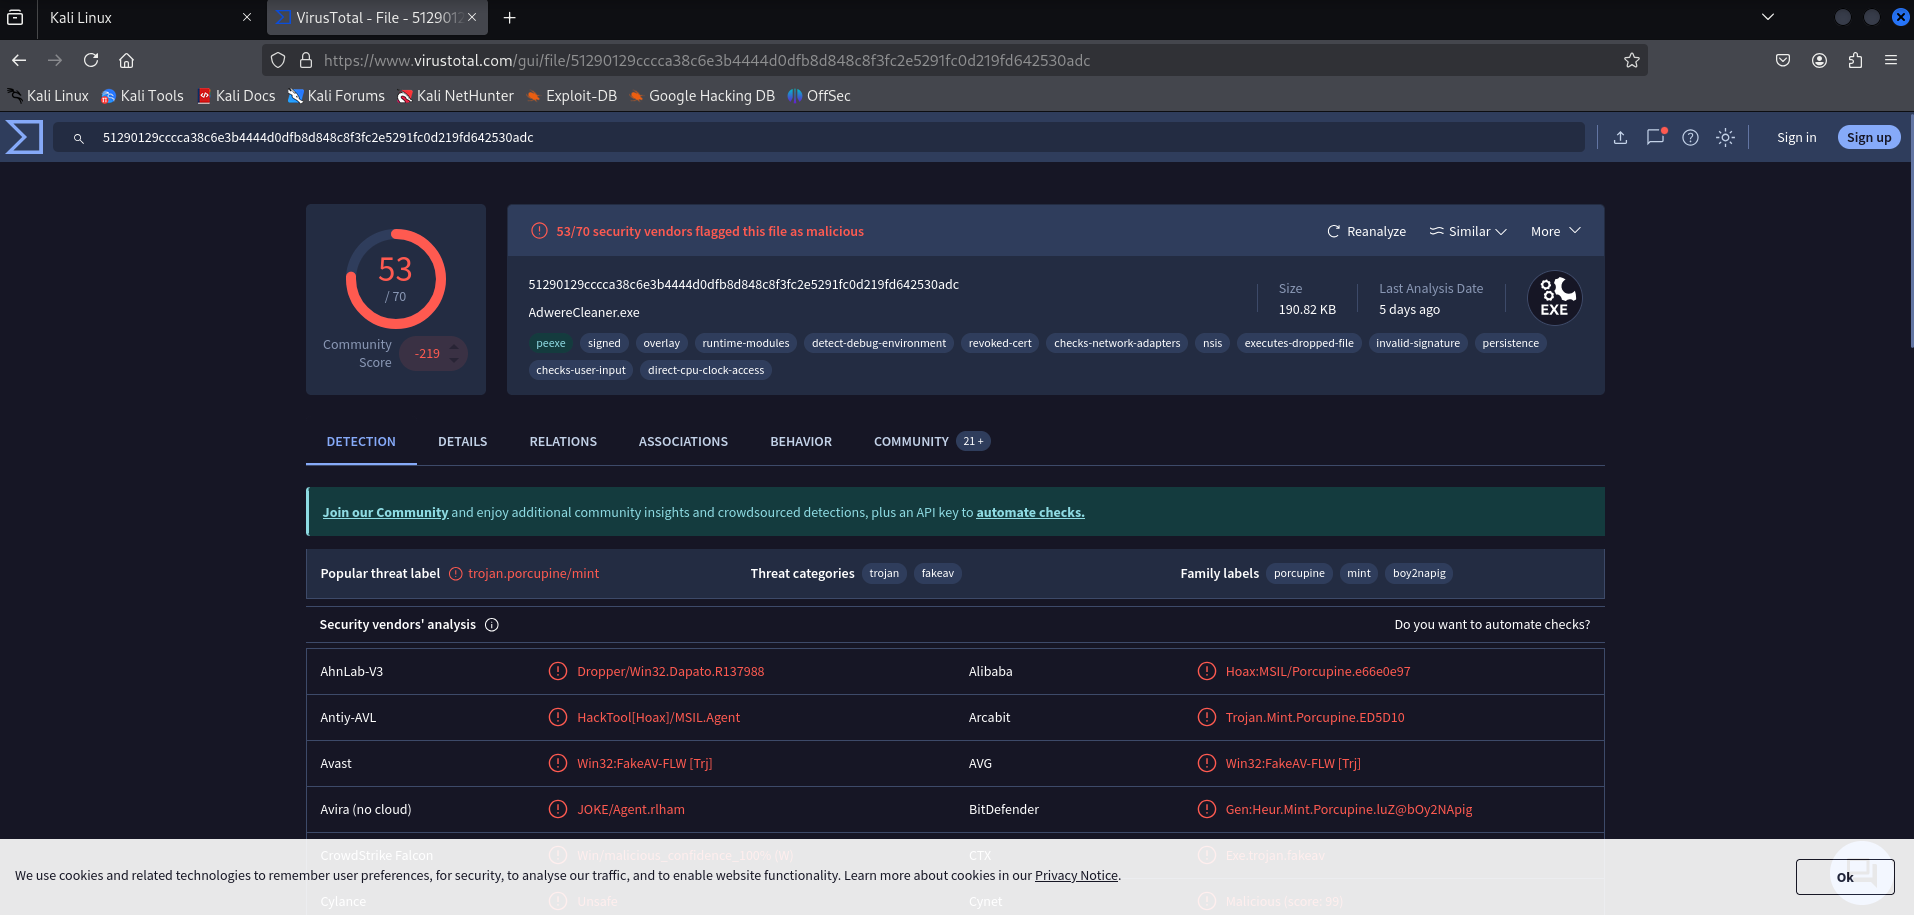 Kali Linux
VirusTotal - File - 5129012
https://www.virustotal.com/gui/file/51290129cccca38c6e3b4444d0dfb8d848c8f3fc2e5291fc0d219fd642530adc
Kali Linux Kali Tools Kali Docs Kali Forums Kali NetHunter Exploit-DB Google Hacking DB OffSec
51290129cccca38c6e3b4444d0dfb8d848c8f3fc2e5291fc0d219fd642530adc
Sign in Sign up
53
/ 70
Community
Score
-219
53/70 security vendors flagged this file as malicious
Reanalyze Similar More
51290129cccca38c6e3b4444d0dfb8d848c8f3fc2e5291fc0d219fd642530adc
AdwereCleaner.exe
Size
190.82 KB
Last Analysis Date
5 days ago
EXE
peexe signed overlay runtime-modules detect-debug-environment revoked-cert checks-network-adapters nsis executes-dropped-file invalid-signature persistence
checks-user-input direct-cpu-clock-access
DETECTION DETAILS RELATIONS ASSOCIATIONS BEHAVIOR COMMUNITY 21 +
Join our Community and enjoy additional community insights and crowdsourced detections, plus an API key to automate checks.
Popular threat label trojan.porcupine/mint Threat categories trojan fakeav Family labels porcupine mint boy2napig
Security vendors' analysis Do you want to automate checks?
AhnLab-V3 Dropper/Win32.Dapato.R137988 Alibaba Hoax:MSIL/Porcupine.e66e0e97
Antiy-AVL HackTool[Hoax]/MSIL.Agent Arcabit Trojan.Mint.Porcupine.ED5D10
Avast Win32:FakeAV-FLW [Trj] AVG Win32:FakeAV-FLW [Trj]
Avira (no cloud) JOKE/Agent.rlham BitDefender Gen:Heur.Mint.Porcupine.luZ@bOy2NApig
CrowdStrike Falcon Win/malicious_confidence_100% (W) CTX Exe.trojan.fakeav
We use cookies and related technologies to remember user preferences, for security, to analyse our traffic, and to enable website functionality. Learn more about cookies in our Privacy Notice.
Ok
Cylance Unsafe Cynet Malicious (score: 99)